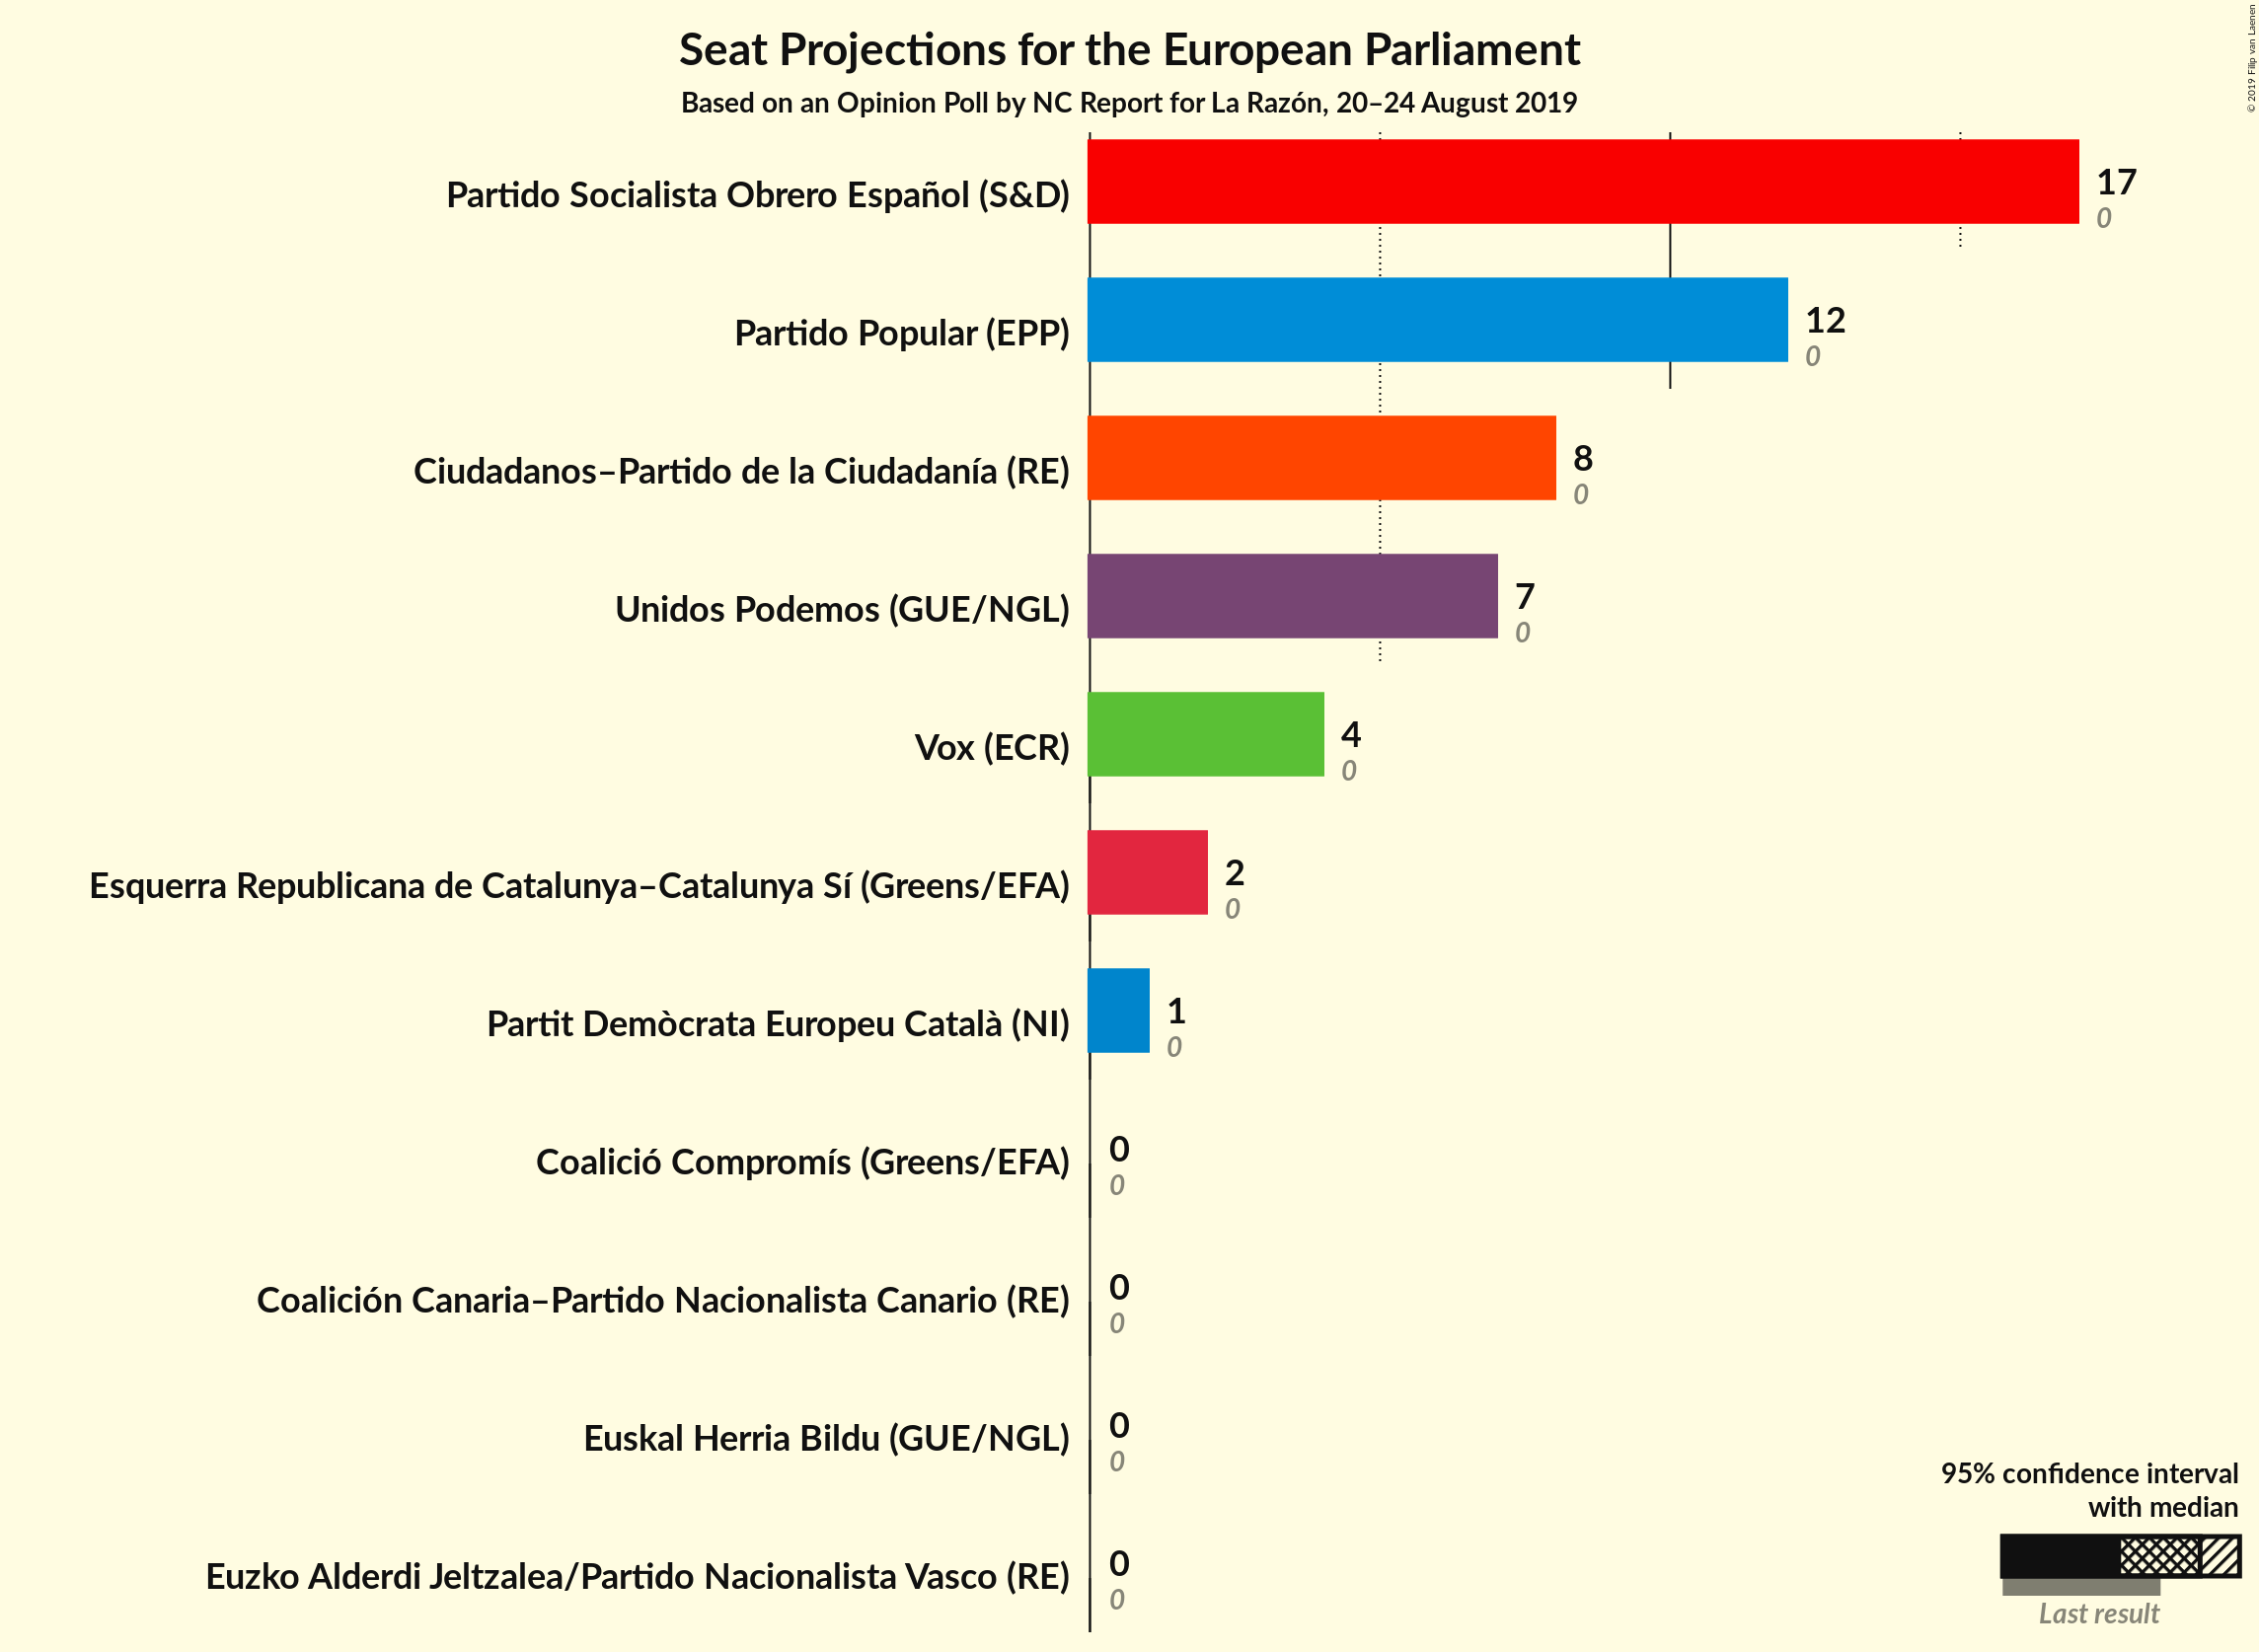 Seat Projections for the European Parliament
Based on an Opinion Poll by NC Report for La Razón, 20–24 August 2019
© 2019 Filip van Laenen
Partido Socialista Obrero Español (S&D)
17
0
Partido Popular (EPP)
12
0
Ciudadanos–Partido de la Ciudadanía (RE)
8
0
Unidos Podemos (GUE/NGL)
7
0
Vox (ECR)
4
0
Esquerra Republicana de Catalunya–Catalunya Sí (Greens/EFA)
2
0
Partit Demòcrata Europeu Català (NI)
1
0
Coalició Compromís (Greens/EFA)
0
0
Coalición Canaria–Partido Nacionalista Canario (RE)
0
0
Euskal Herria Bildu (GUE/NGL)
0
0
Euzko Alderdi Jeltzalea/Partido Nacionalista Vasco (RE)
0
0
95% confidence interval
with median
Last result